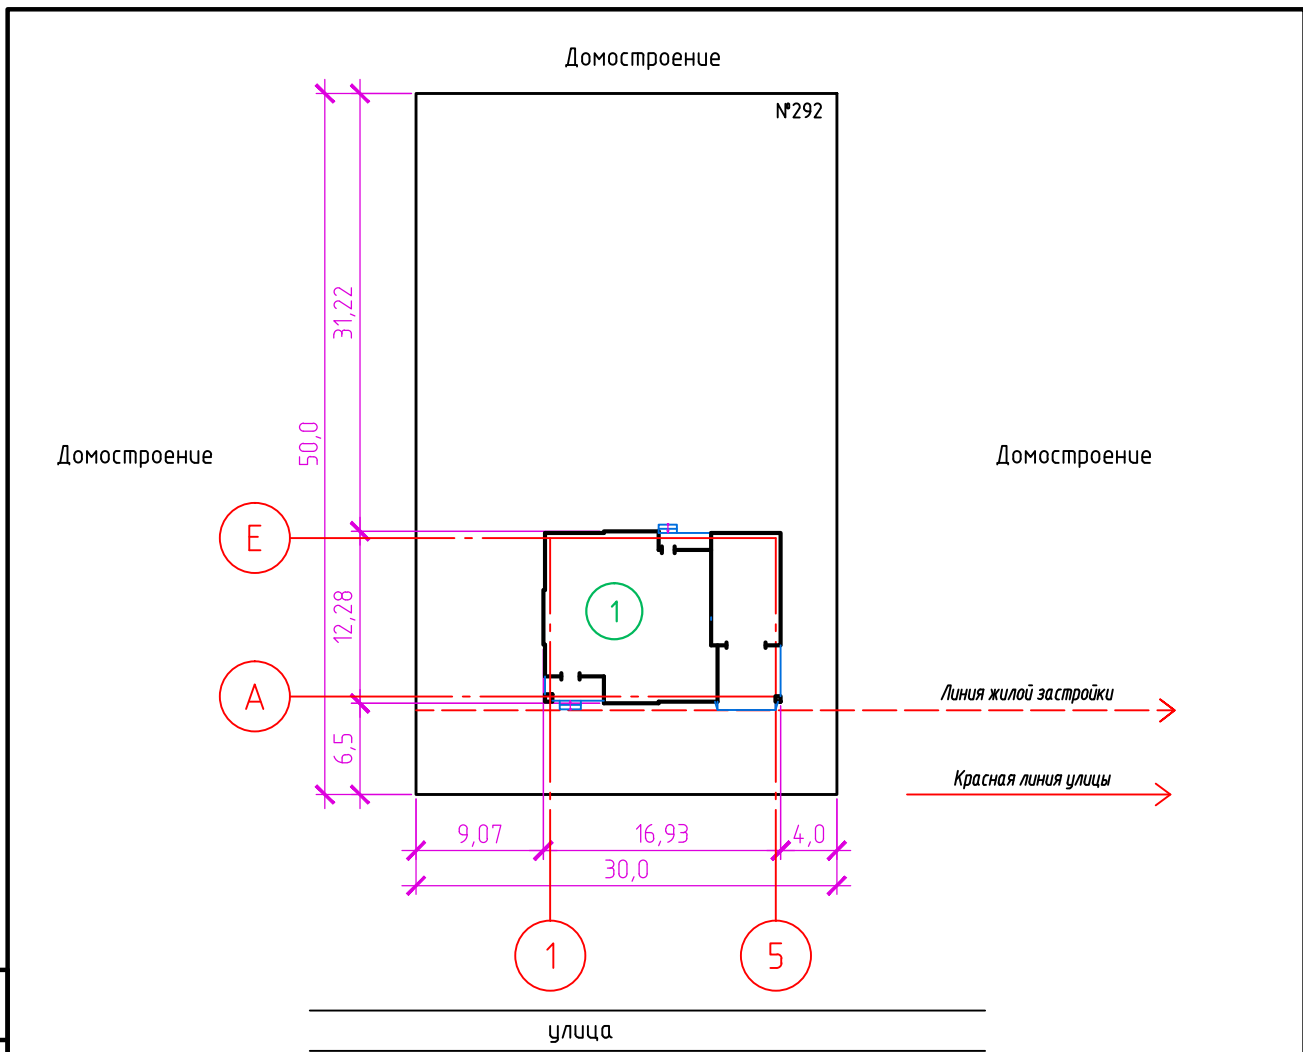 Домостроение
№292
31,22
50,0
Домостроение
Домостроение
Е
12,28
1
А
Линия жилой застройки
6,5
Красная линия улицы
9,07
16,93
4,0
30,0
1
5
улица